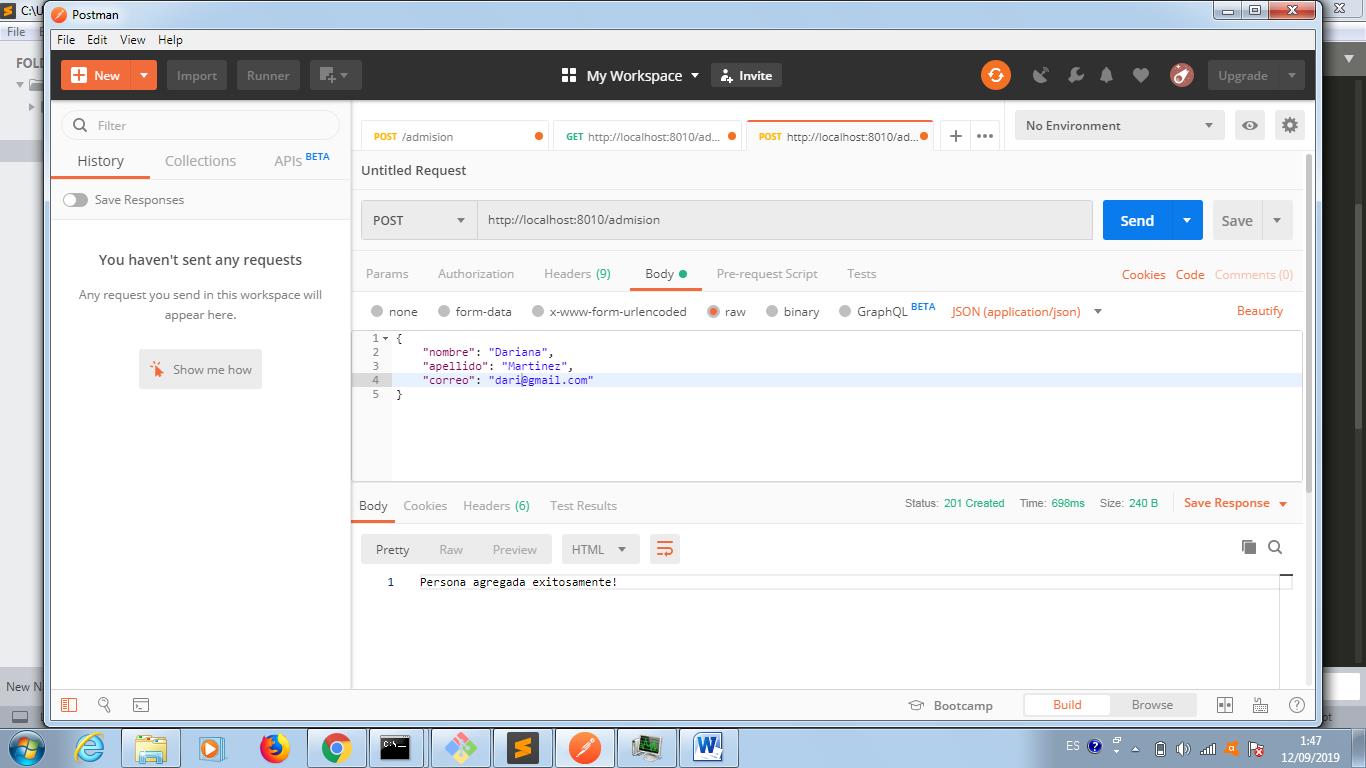 C:\U
Postman
File
File Edit View Help
FOLD
New Import Runner My Workspace Invite Upgrade
Filter
History Collections APIs BETA
Save Responses
You haven't sent any requests
Any request you send in this workspace will
appear here.
Show me how
POST /admision GET http://localhost:8010/ad... POST http://localhost:8010/ad... + ••• No Environment
Untitled Request
POST http://localhost:8010/admision Send Save
Params Authorization Headers (9) Body Pre-request Script Tests Cookies Code Comments (0)
none form-data x-www-form-urlencoded raw binary GraphQL BETA JSON (application/json) Beautify
1 {
2 "nombre": "Dariana",
3 "apellido": "Martinez",
4 "correo": "dari@gmail.com"
5 }
Body Cookies Headers (6) Test Results Status: 201 Created Time: 698ms Size: 240 B Save Response
Pretty Raw Preview HTML
1 Persona agregada exitosamente!
New N
Bootcamp Build Browse
ES 1:47
12/09/2019